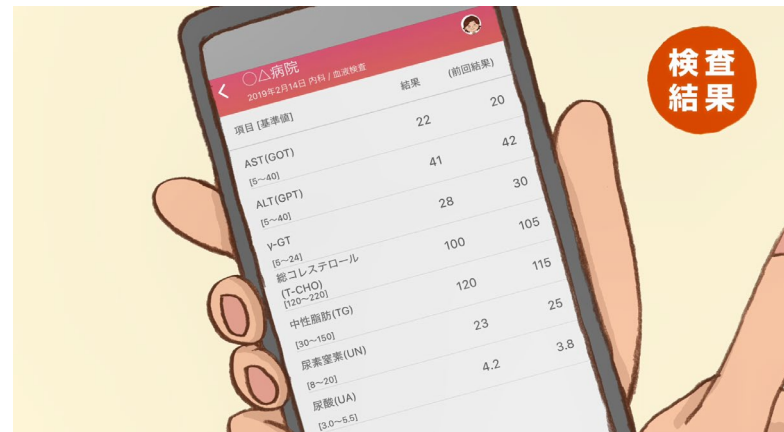 〇△病院
2019年2月14日 内科 / 血液検査
項目 [基準値] 結果 (前回結果)
AST(GOT) 22 20
[5〜40]
ALT(GPT) 41 42
[5〜40]
γ-GT 28 30
[6〜24]
総コレステロール
(T-CHO) 100 105
[120〜220]
中性脂肪(TG) 120 115
[30〜150]
尿素窒素(UN) 23 25
[8〜20]
尿酸(UA) 4.2 3.8
[3.0〜5.5]
検査
結果